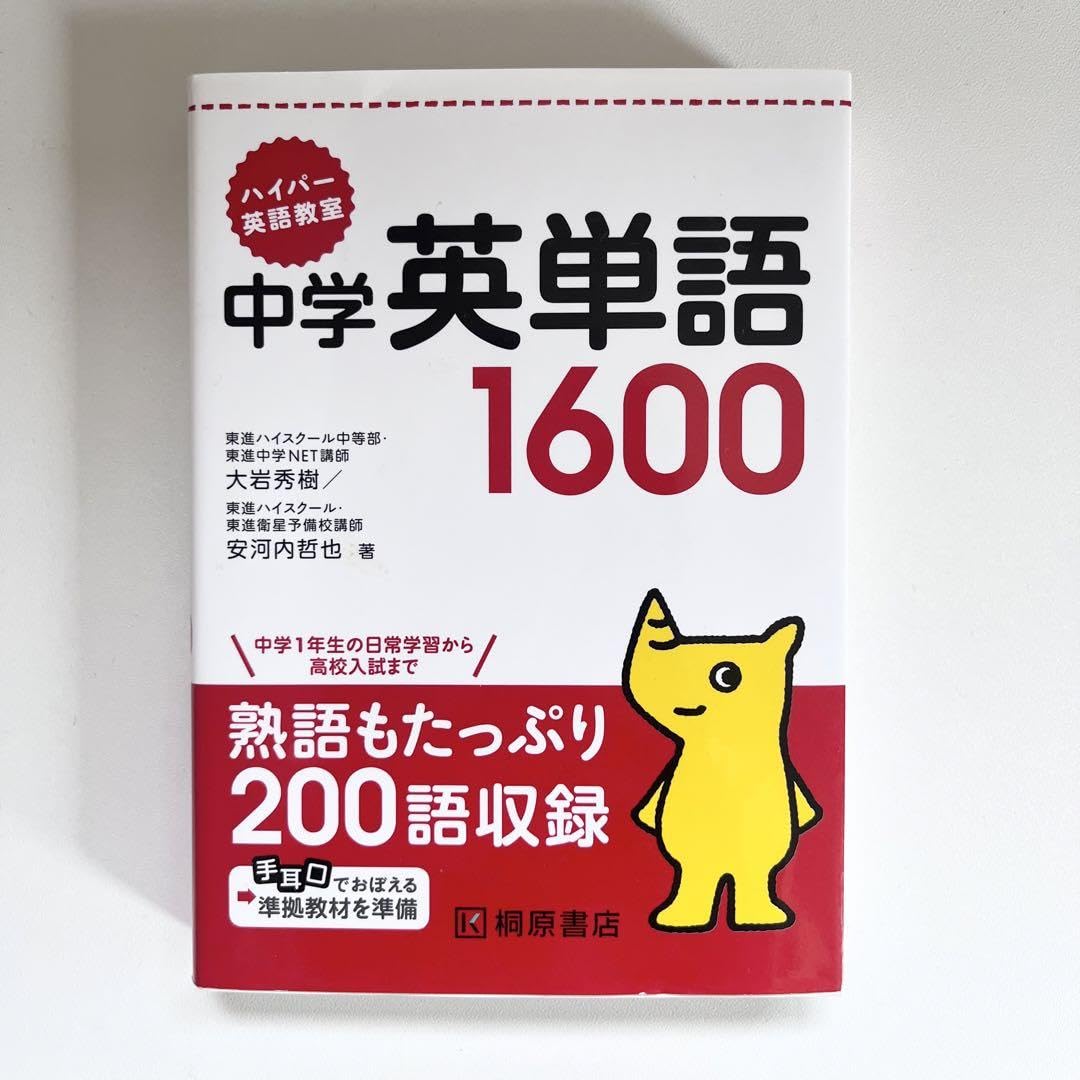 ハイパー
英語教室
中学英単語
1600
東進ハイスクール中等部・
東進中学NET講師
大岩秀樹／
東進ハイスクール・
東進衛星予備校講師
安河内哲也 著
中学1年生の日常学習から
高校入試まで
熟語もたっぷり
200語収録
手耳口でおぼえる
準拠教材を準備
桐原書店